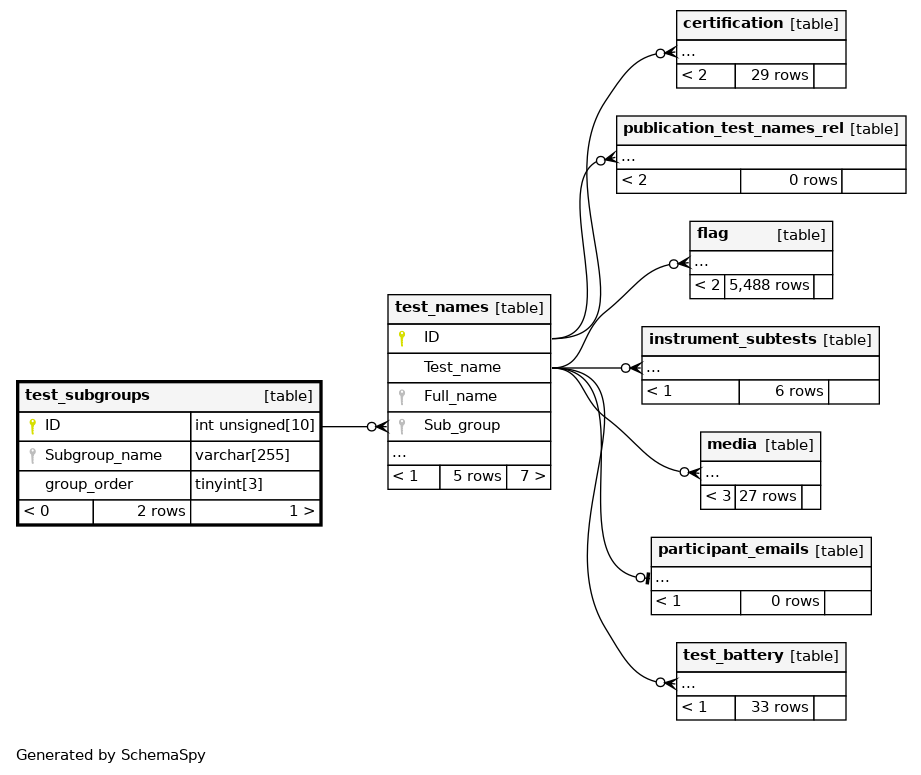 certification [table]
...
< 2 29 rows
publication_test_names_rel [table]
...
< 2 0 rows
flag [table]
...
< 2 5,488 rows
test_names [table]
ID
Test_name
Full_name
Sub_group
...
< 1 5 rows 7 >
instrument_subtests [table]
...
< 1 6 rows
test_subgroups [table]
ID int unsigned[10]
Subgroup_name varchar[255]
group_order tinyint[3]
< 0 2 rows 1 >
media [table]
...
< 3 27 rows
participant_emails [table]
...
< 1 0 rows
test_battery [table]
...
< 1 33 rows
Generated by SchemaSpy